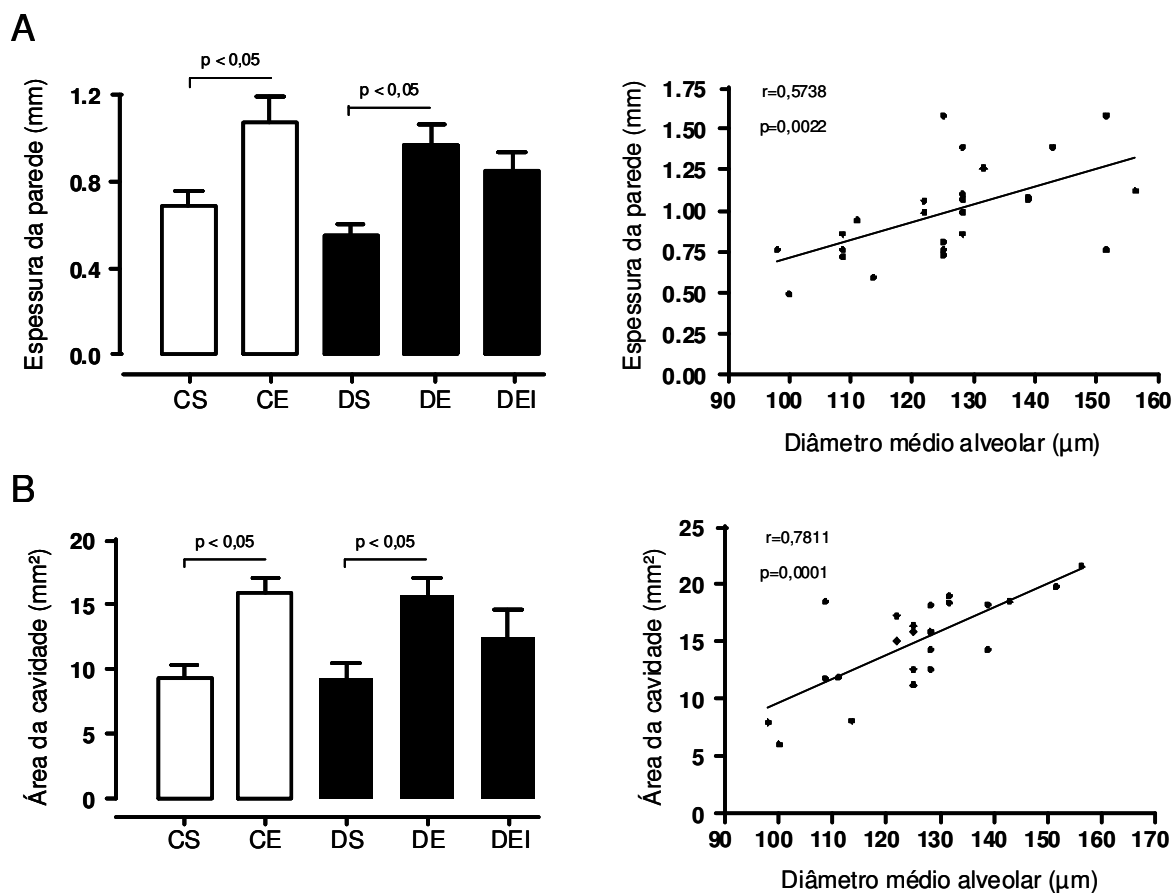 A
Espessura da parede (mm)
1.2
0.8
0.4
0.0
p < 0,05
p < 0,05
CS CE DS DE DEI
Espessura da parede (mm)
1.75
1.50
1.25
1.00
0.75
0.50
0.25
0.00
r=0,5738
p=0,0022
90 100 110 120 130 140 150 160
Diâmetro médio alveolar (µm)
B
Área da cavidade (mm²)
20
15
10
5
0
p < 0,05 p < 0,05
CS CE DS DE DEI
Área da cavidade (mm²)
25
20
15
10
5
0
r=0,7811
p=0,0001
90 100 110 120 130 140 150 160 170
Diâmetro médio alveolar (µm)